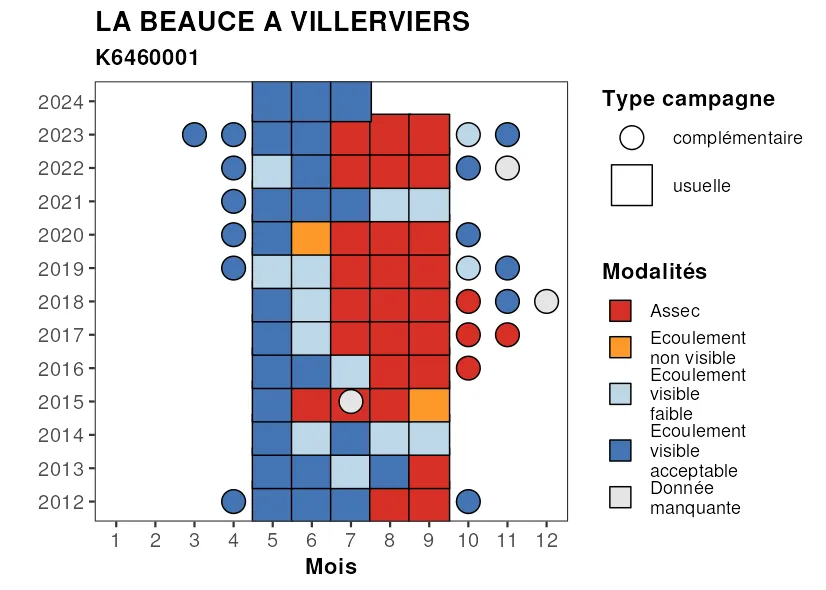 LA BEAUCE A VILLERVIERS
K6460001
2024
2023
2022
2021
2020
2019
2018
2017
2016
2015
2014
2013
2012
1 2 3 4 5 6 7 8 9 10 11 12
Mois
Type campagne
complémentaire
usuelle
Modalités
Assec
Ecoulement
non visible
Ecoulement
visible
faible
Ecoulement
visible
acceptable
Donnée
manquante